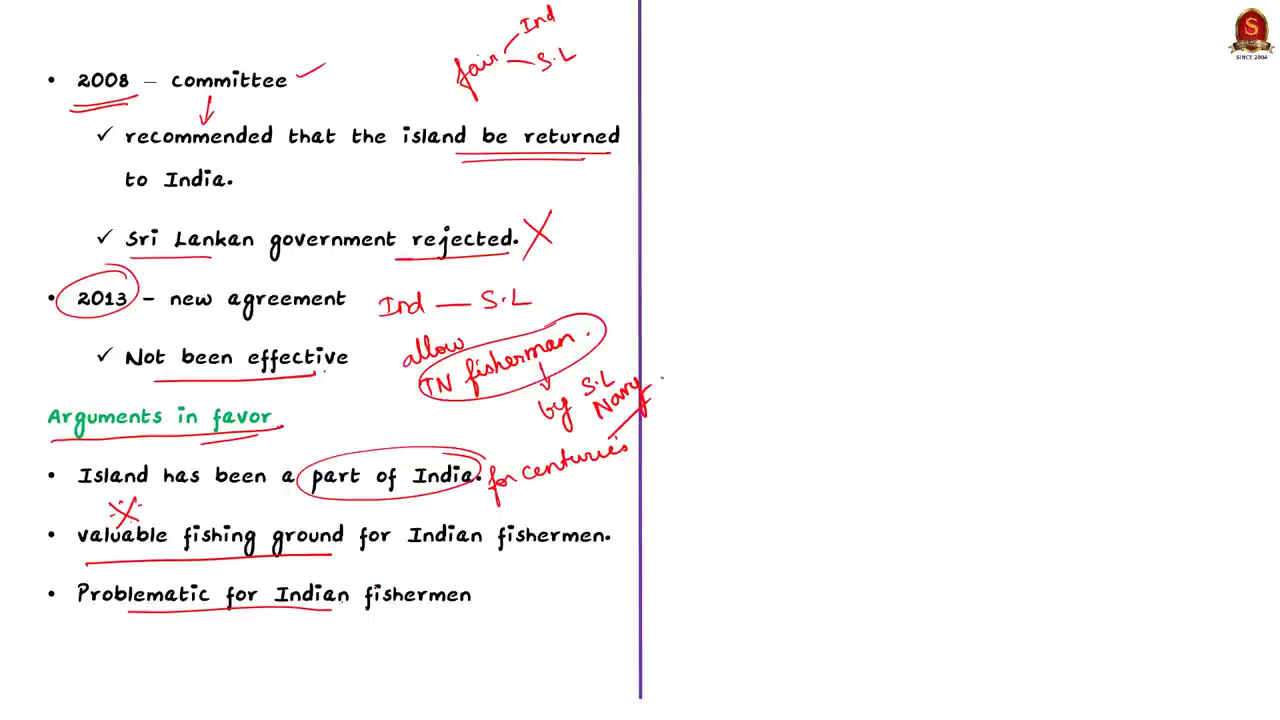 Ind
fair
S.L
S
SINCE 2004
• 2008 – committee
✓ recommended that the island be returned
to India.
✓ Sri Lankan government rejected.
• 2013 - new agreement
Ind — S.L
✓ Not been effective
allow
TN fisherman.
by S.L
Navy
Arguments in favor
• Island has been a part of India.
for centuries
• valuable fishing ground for Indian fishermen.
• Problematic for Indian fishermen